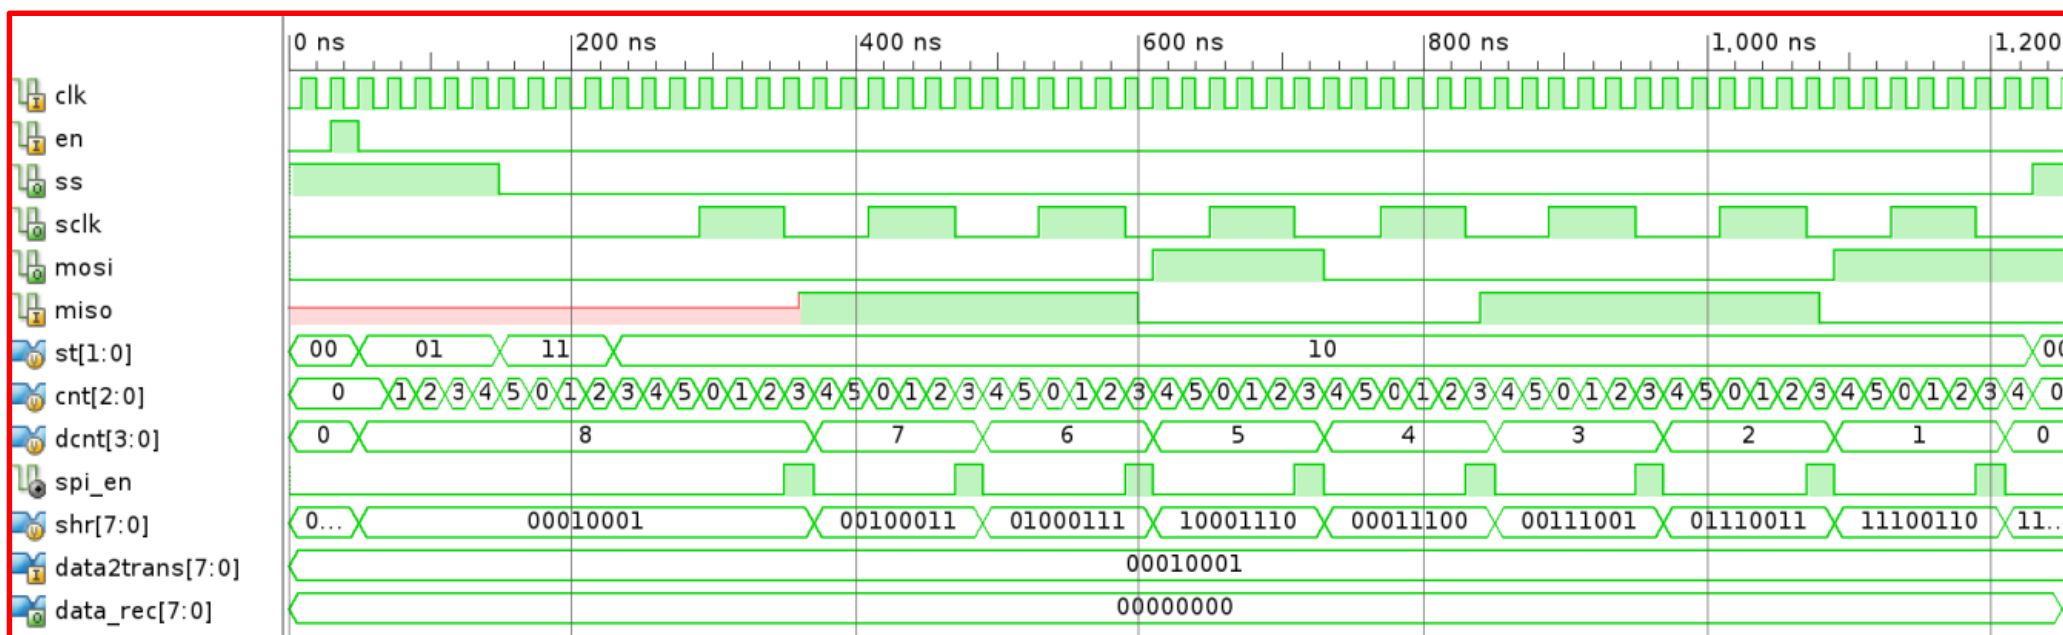 0 ns 200 ns 400 ns 600 ns 800 ns 1,000 ns 1,200
clk
en
ss
sclk
mosi
miso
st[1:0] 00 01 11 10 00
cnt[2:0] 0 1 2 3 4 5 0 1 2 3 4 5 0 1 2 3 4 5 0 1 2 3 4 5 0 1 2 3 4 5 0 1 2 3 4 5 0 1 2 3 4 5 0 1 2 3 4 5 0 1 2 3 4 5 0 1 2 3 4 0
dcnt[3:0] 0 8 7 6 5 4 3 2 1 0
spi_en
shr[7:0] 0... 00010001 00100011 01000111 10001110 00011100 00111001 01110011 11100110 11..
data2trans[7:0] 00010001
data_rec[7:0] 00000000